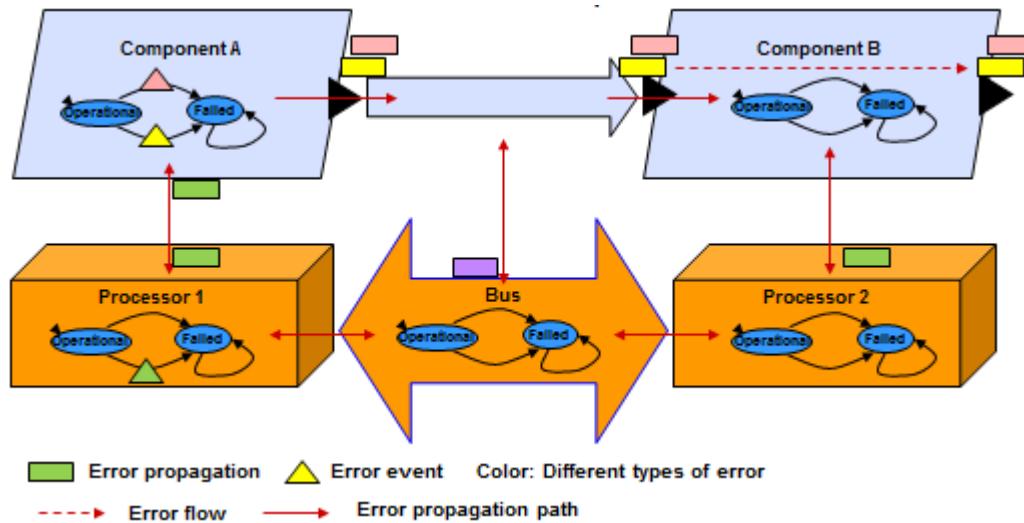 Component A
Component B
Operational
Failed
Operational
Failed
Processor 1
Bus
Processor 2
Operational
Failed
Operational
Failed
Operational
Failed
Error propagation
Error event
Color: Different types of error
Error flow
Error propagation path